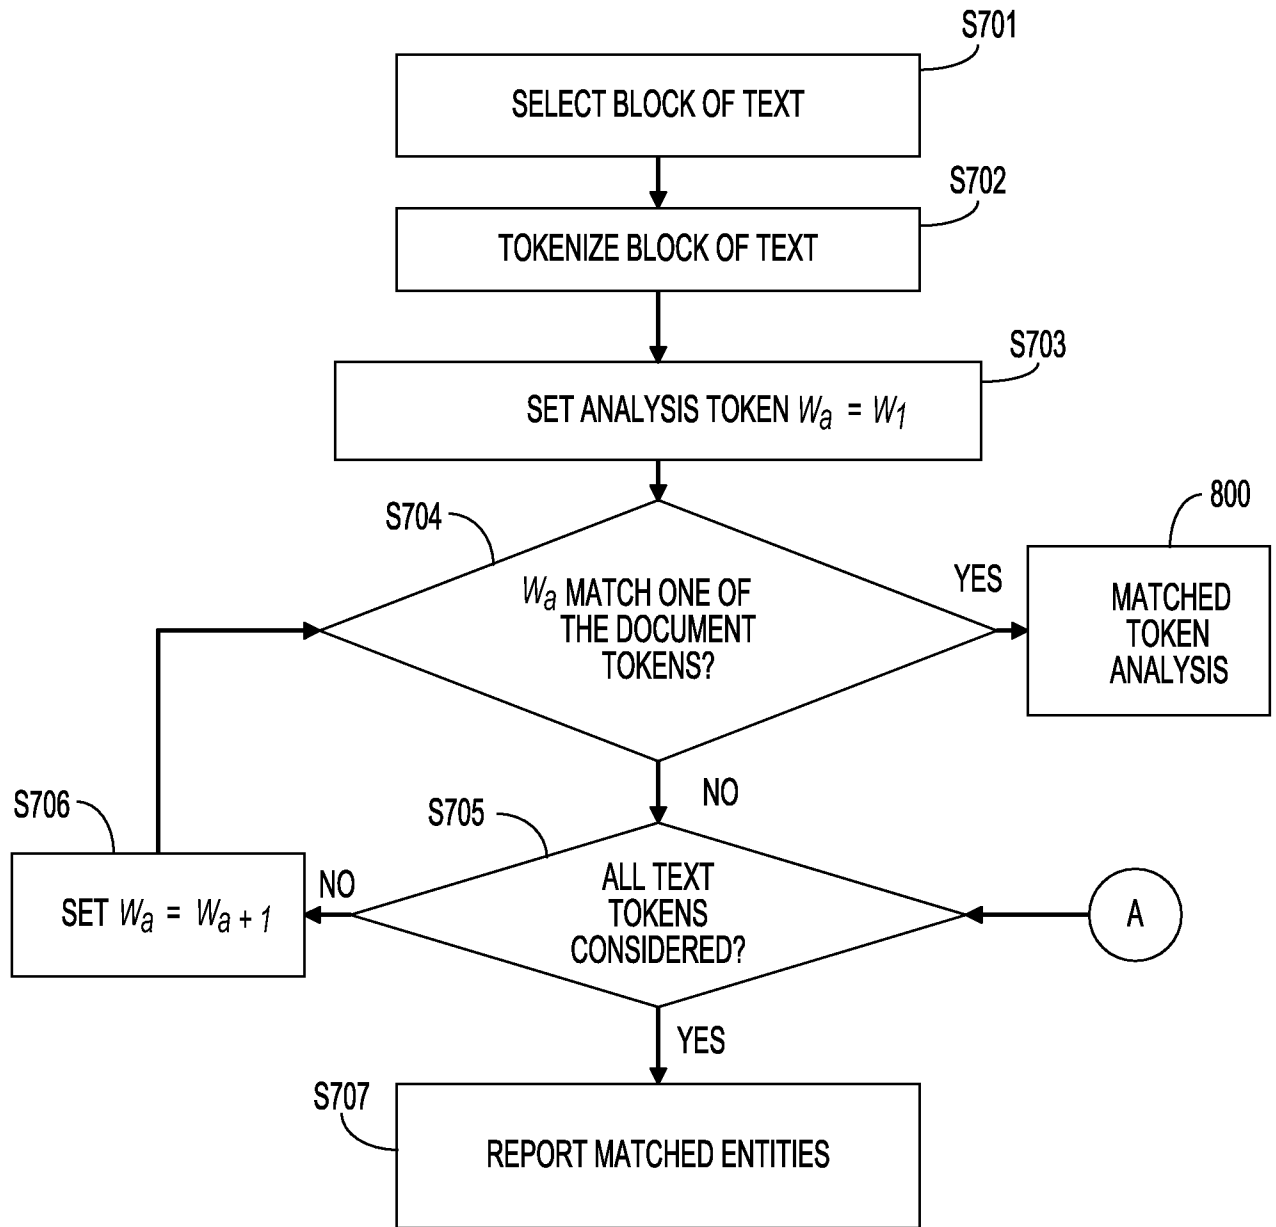 S701
SELECT BLOCK OF TEXT
S702
TOKENIZE BLOCK OF TEXT
S703
SET ANALYSIS TOKEN Wa = W1
S704
Wa MATCH ONE OF
THE DOCUMENT
TOKENS?
YES
800
MATCHED
TOKEN
ANALYSIS
NO
S706
SET Wa = Wa + 1
NO
S705
ALL TEXT
TOKENS
CONSIDERED?
A
YES
S707
REPORT MATCHED ENTITIES